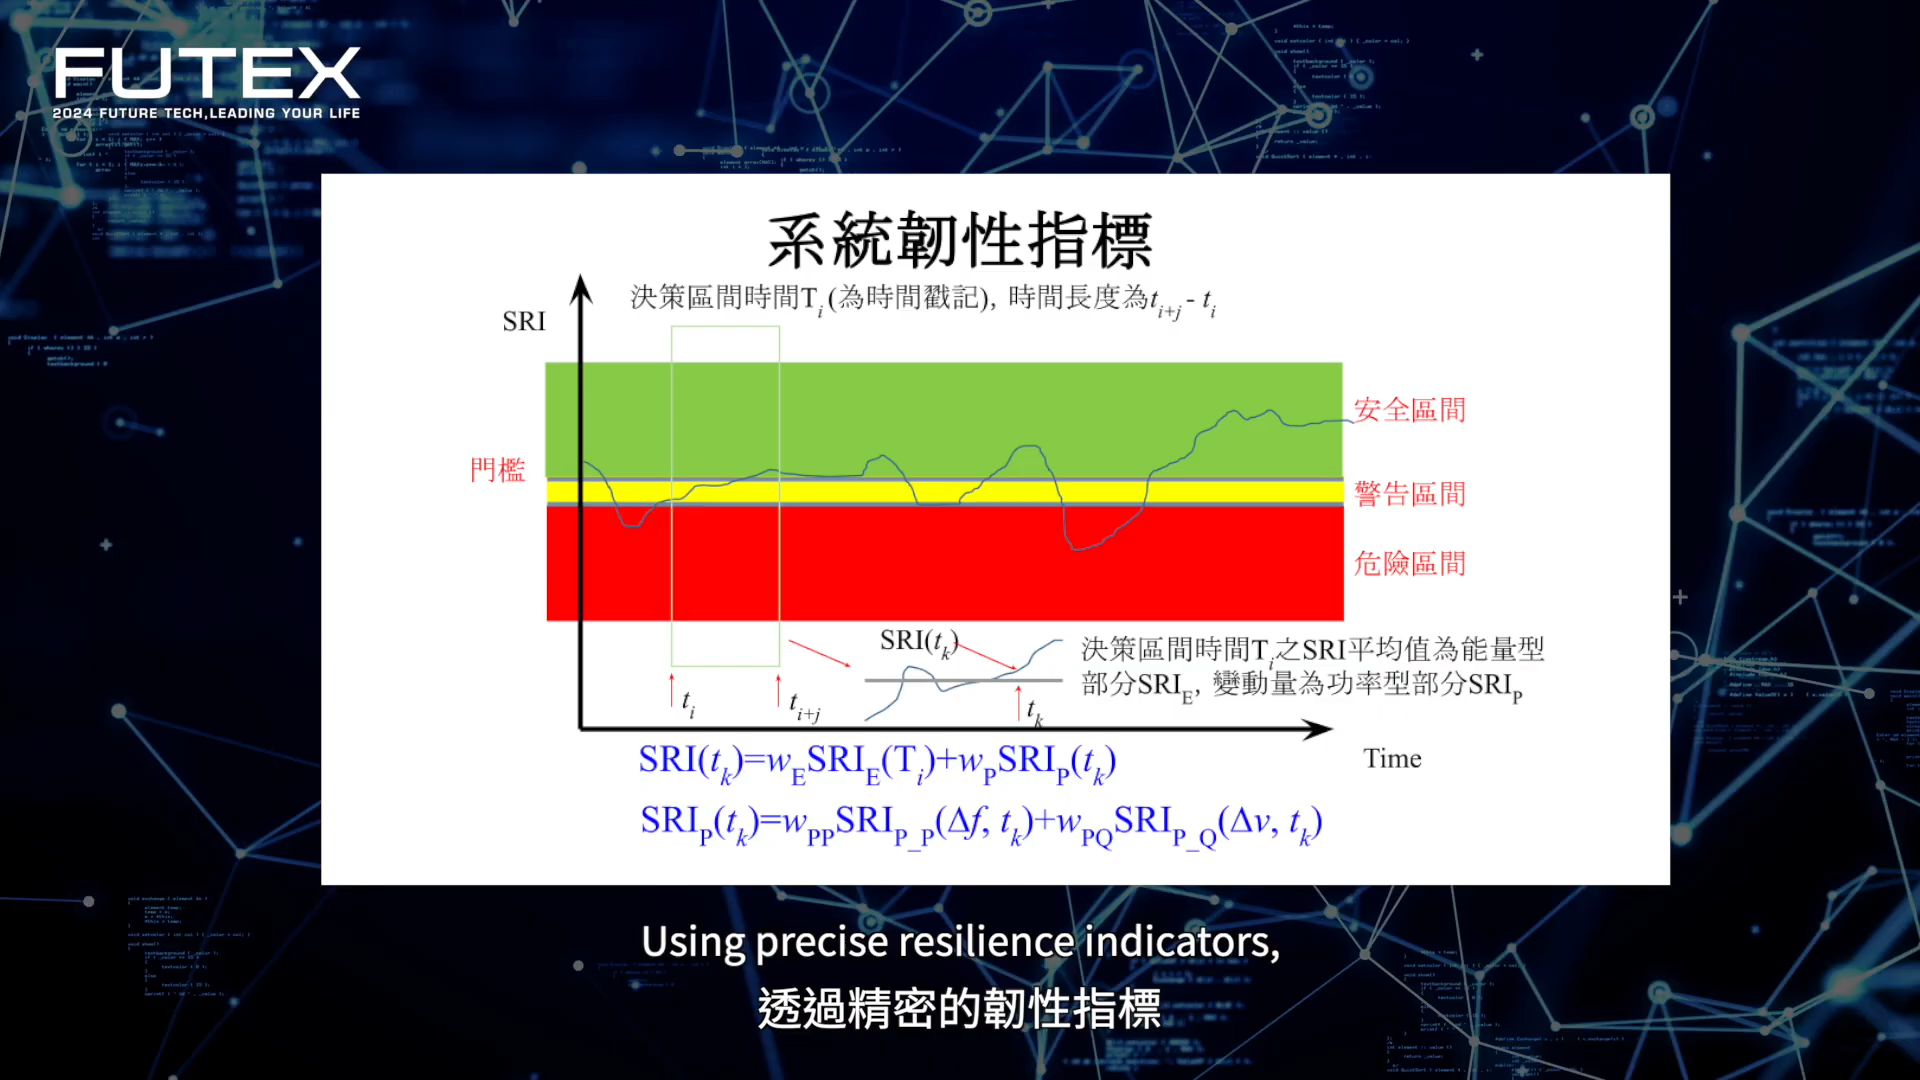 FUTEX
2024 FUTURE TECH,LEADING YOUR LIFE
系統韌性指標
決策區間時間Ti (為時間戳記), 時間長度為ti+j - ti
SRI
安全區間
門檻
警告區間
危險區間
SRI(tk)
決策區間時間Ti之SRI平均值為能量型
部分SRIE, 變動量為功率型部分SRIP
ti
ti+j
tk
Time
SRI(tk)=wESRIE(Ti)+wPSRIP(tk)
SRIP(tk)=wPPSRIP_P(Δf, tk)+wPQSRIP_Q(Δv, tk)
Using precise resilience indicators,
透過精密的韌性指標